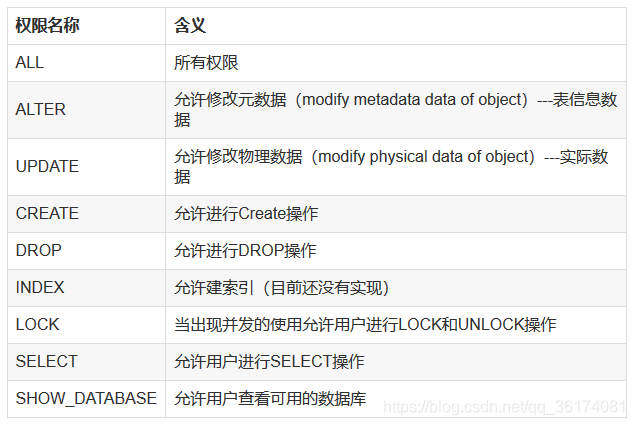 权限名称 含义
ALL 所有权限
ALTER 允许修改元数据（modify metadata data of object）---表信息数
据
UPDATE 允许修改物理数据（modify physical data of object）---实际数
据
CREATE 允许进行Create操作
DROP 允许进行DROP操作
INDEX 允许建索引（目前还没有实现）
LOCK 当出现并发的使用允许用户进行LOCK和UNLOCK操作
SELECT 允许用户进行SELECT操作
SHOW_DATABASE 允许用户查看可用的数据库
https://blog.csdn.net/qq_36174081